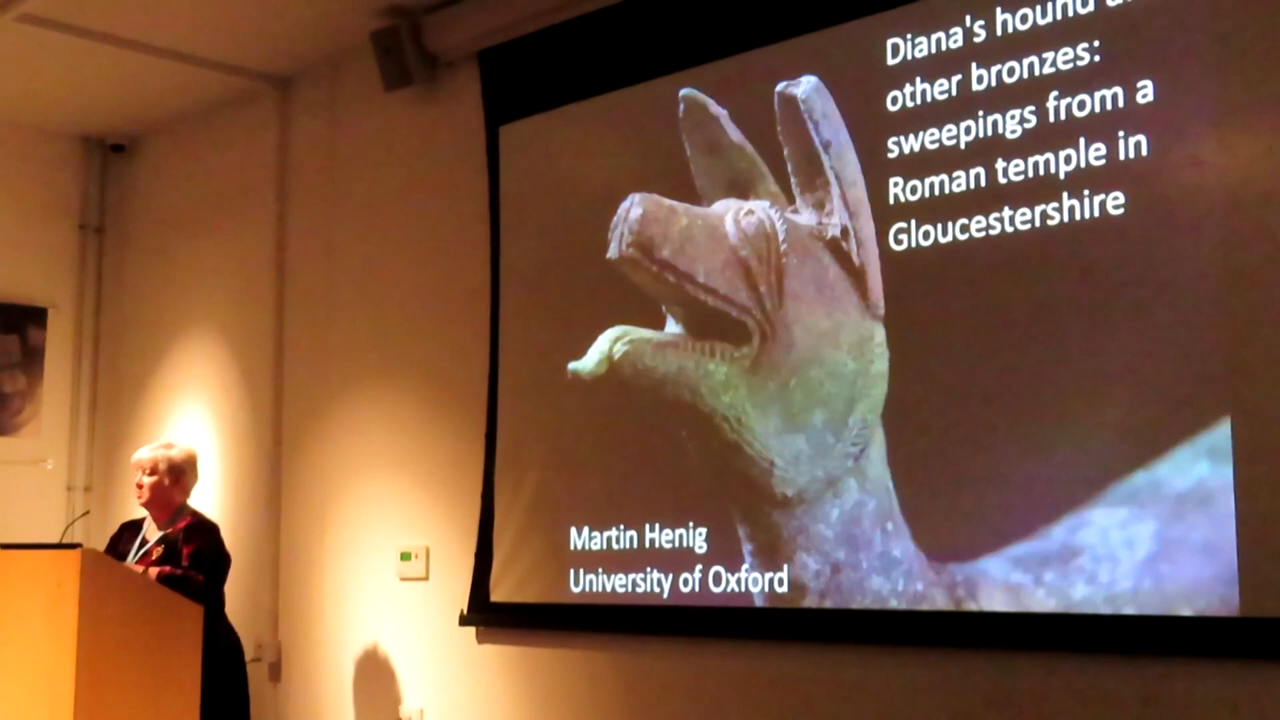 Diana's hound
other bronzes:
sweepings from a
Roman temple in
Gloucestershire
Martin Henig
University of Oxford